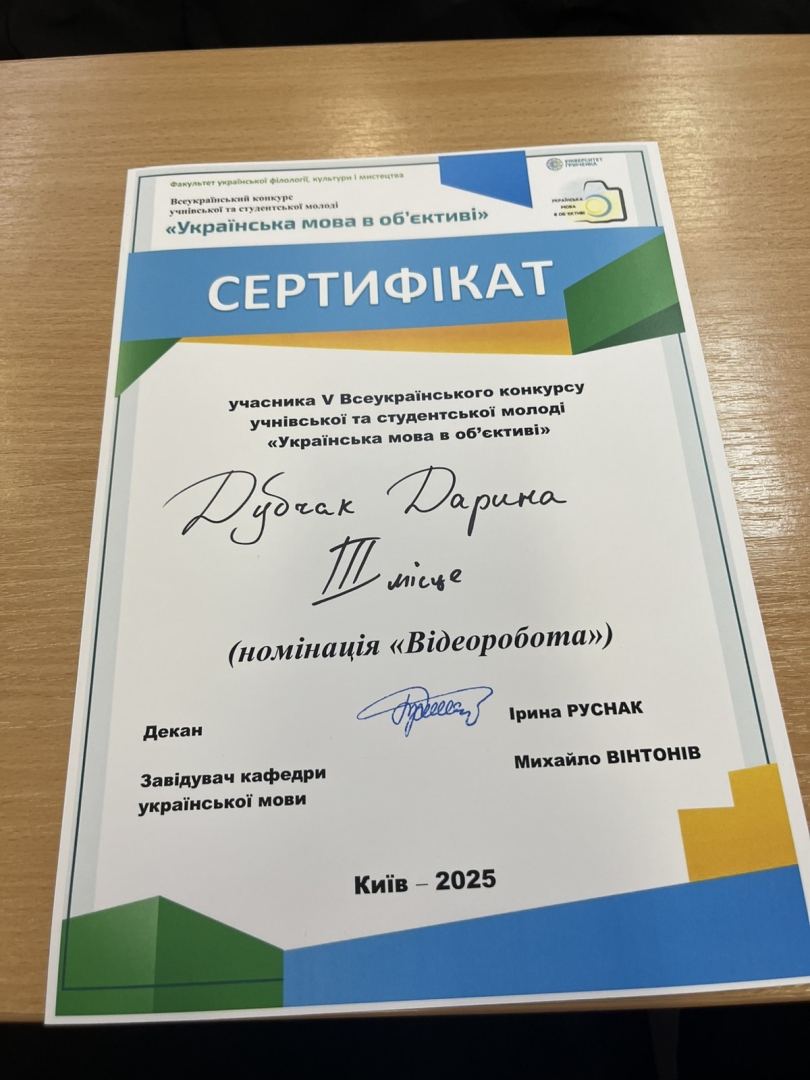 Факультет української філології, культури і мистецтва
УНІВЕРСИТЕТ
ГРІНЧЕНКА
Всеукраїнський конкурс
учнівської та студентської молоді
«Українська мова в об’єктиві»
УКРАЇНСЬКА
МОВА
В ОБ'ЄКТИВІ
СЕРТИФІКАТ
учасника V Всеукраїнського конкурсу
учнівської та студентської молоді
«Українська мова в об’єктиві»
Дубчак Дарина
III місце
(номінація «Відеоробота»)
Декан
Ірина РУСНАК
Завідувач кафедри
української мови
Михайло ВІНТОНІВ
Київ – 2025